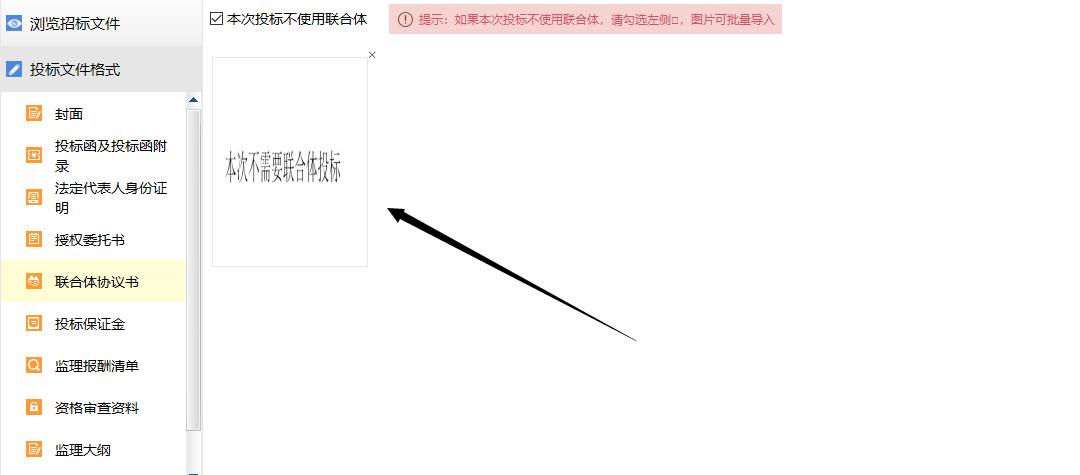 浏览招标文件
投标文件格式
封面
投标函及投标函附
录
法定代表人身份证
明
授权委托书
联合体协议书
投标保证金
监理报酬清单
资格审查资料
监理大纲
本次投标不使用联合体
提示：如果本次投标不使用联合体，请勾选左侧□，图片可批量导入
本次不需要联合体投标